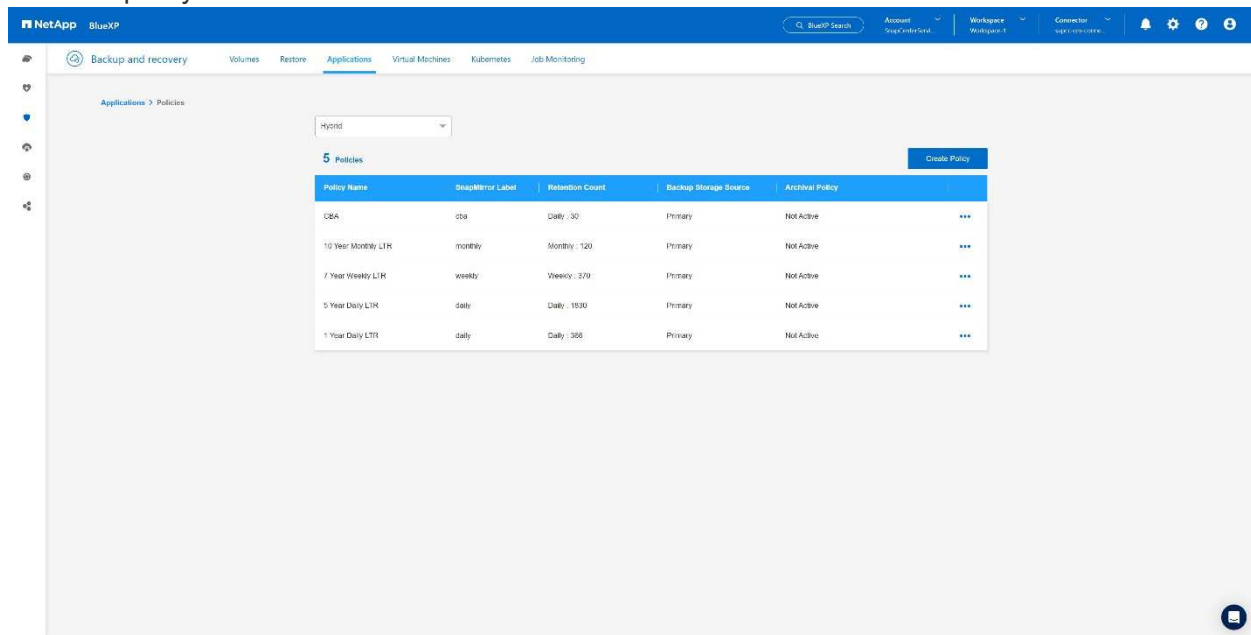 NetApp BlueXP BlueXP Search Account Workspace Connector
Workspace-1
Backup and recovery Volumes Restore Applications Virtual Machines Kubernetes Job Monitoring
Applications > Policies
Hybrid
5 Policies Create Policy
Policy Name SnapMirror Label Retention Count Backup Storage Source Archival Policy
CBA cba Daily : 30 Primary Not Active
10 Year Monthly LTR monthly Monthly : 120 Primary Not Active
7 Year Weekly LTR weekly Weekly : 370 Primary Not Active
5 Year Daily LTR daily Daily : 1830 Primary Not Active
1 Year Daily LTR daily Daily : 366 Primary Not Active